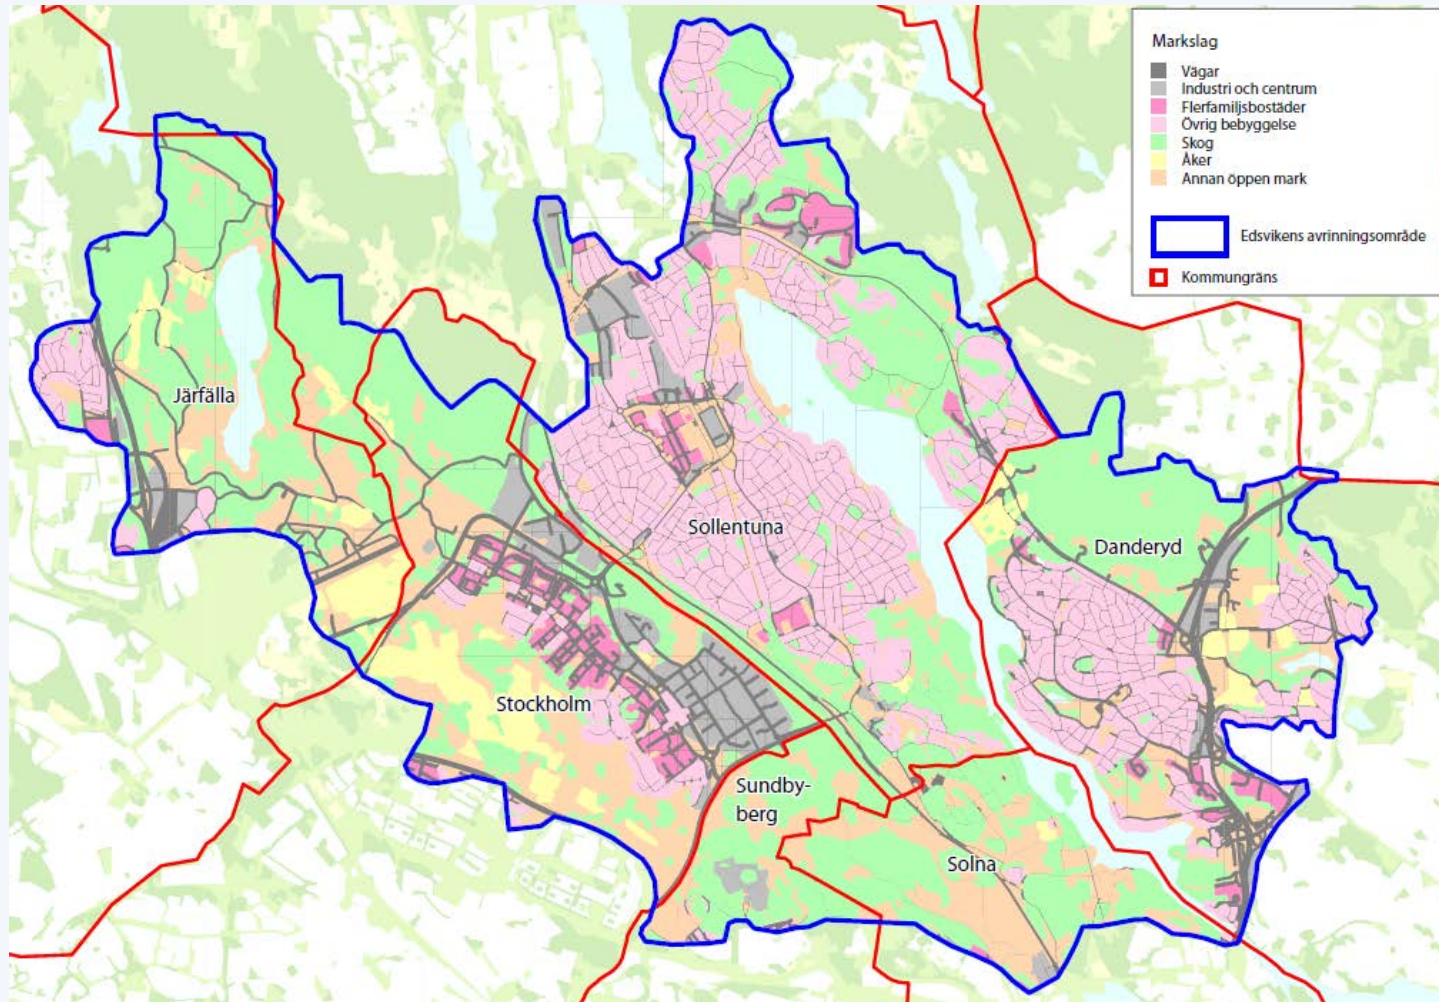 Markslag
Vägar
Industri och centrum
Flerfamiljsbostäder
Övrig bebyggelse
Skog
Åker
Annan öppen mark
Edsvikens avrinningsområde
Kommungräns
Järfälla
Sollentuna
Danderyd
Stockholm
Sundby-
berg
Solna